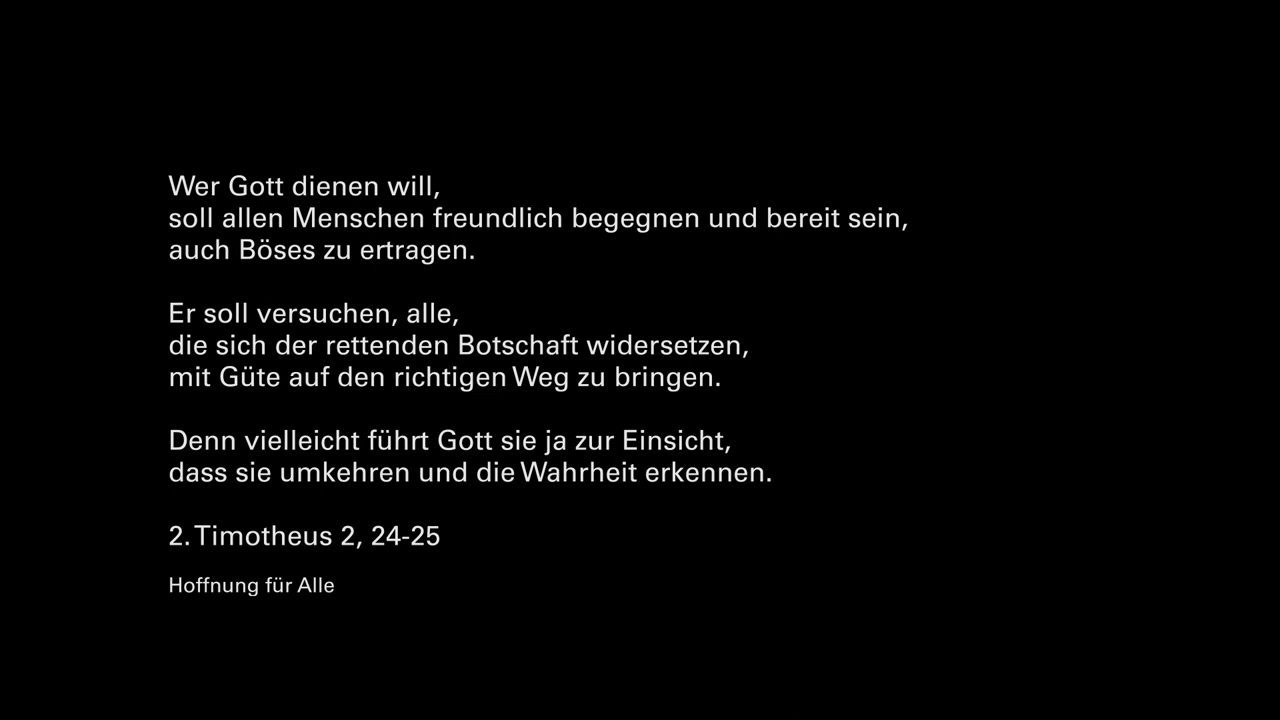 Wer Gott dienen will,
soll allen Menschen freundlich begegnen und bereit sein,
auch Böses zu ertragen.
Er soll versuchen, alle,
die sich der rettenden Botschaft widersetzen,
mit Güte auf den richtigen Weg zu bringen.
Denn vielleicht führt Gott sie ja zur Einsicht,
dass sie umkehren und die Wahrheit erkennen.
2. Timotheus 2, 24-25
Hoffnung für Alle